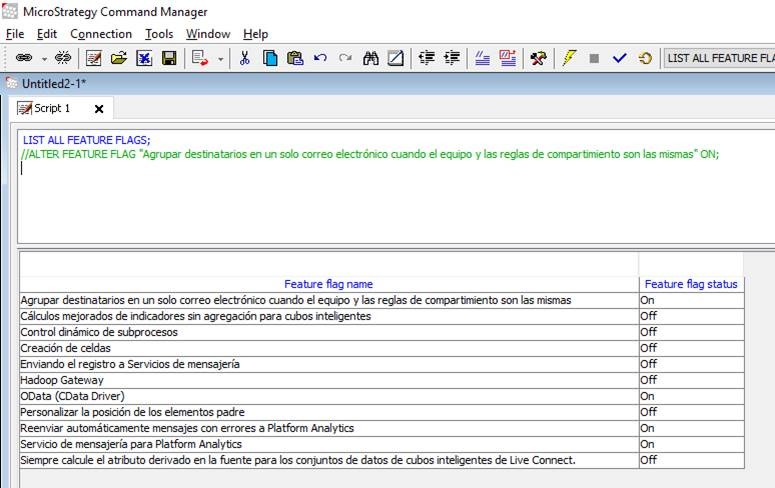 MicroStrategy Command Manager
File Edit Connection Tools Window Help
LIST ALL FEATURE FLA
Untitled2-1*
Script 1
LIST ALL FEATURE FLAGS;
//ALTER FEATURE FLAG "Agrupar destinatarios en un solo correo electrónico cuando el equipo y las reglas de compartimiento son las mismas" ON;
Feature flag name Feature flag status
Agrupar destinatarios en un solo correo electrónico cuando el equipo y las reglas de compartimiento son las mismas On
Cálculos mejorados de indicadores sin agregación para cubos inteligentes Off
Control dinámico de subprocesos Off
Creación de celdas Off
Enviando el registro a Servicios de mensajería Off
Hadoop Gateway Off
OData (CData Driver) On
Personalizar la posición de los elementos padre Off
Reenviar automáticamente mensajes con errores a Platform Analytics On
Servicio de mensajería para Platform Analytics On
Siempre calcule el atributo derivado en la fuente para los conjuntos de datos de cubos inteligentes de Live Connect. Off